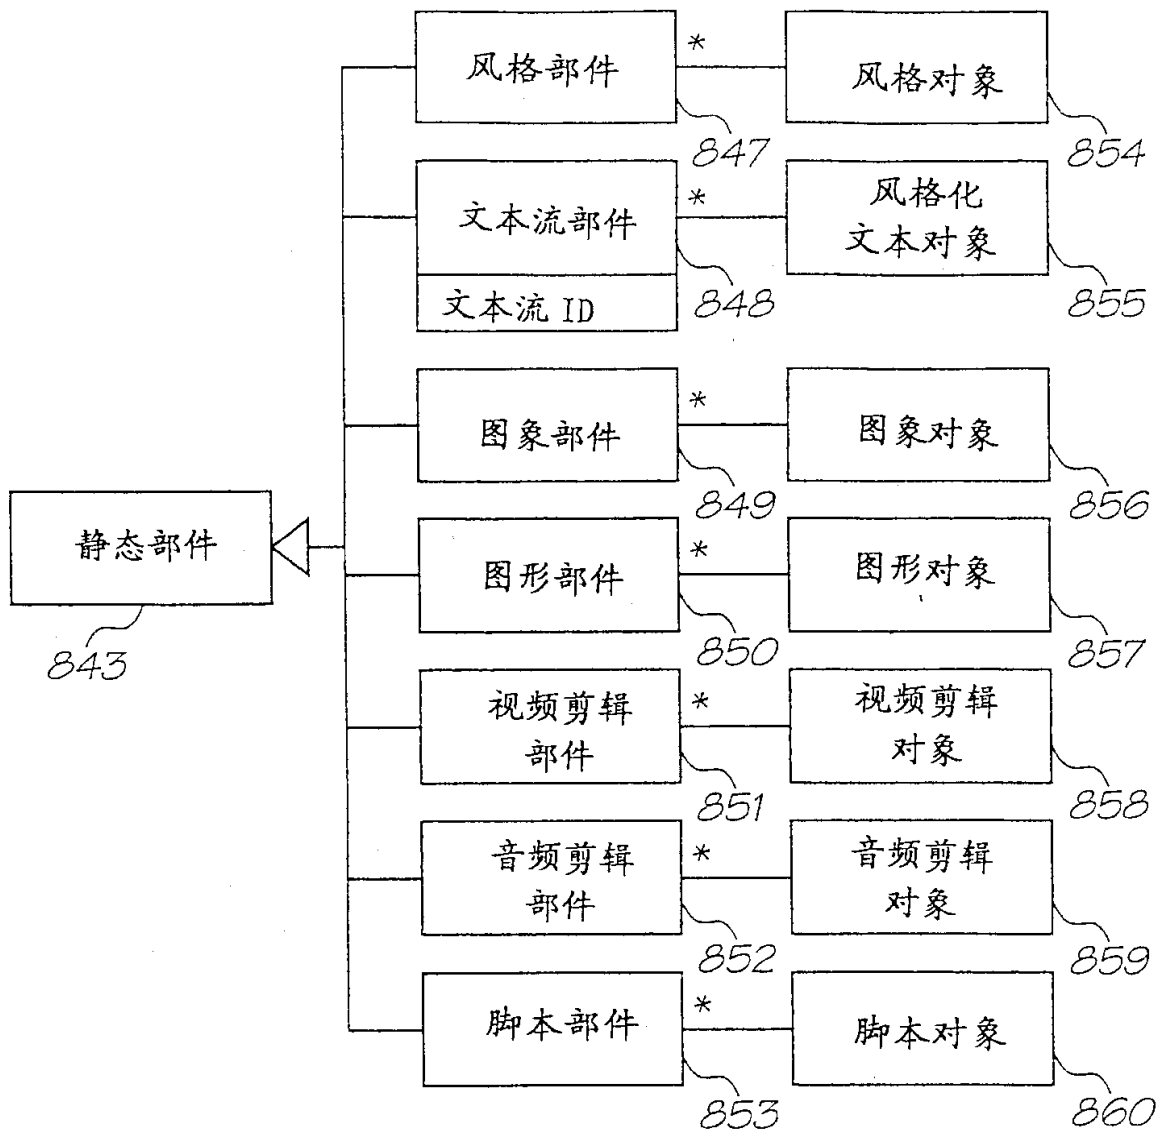 风格部件
*
风格对象
847
854
文本流部件
*
风格化
文本对象
文本流 ID
848
855
图象部件
*
图象对象
849
856
静态部件
843
图形部件
*
图形对象
850
857
视频剪辑
部件
*
视频剪辑
对象
851
858
音频剪辑
部件
*
音频剪辑
对象
852
859
脚本部件
*
脚本对象
853
860